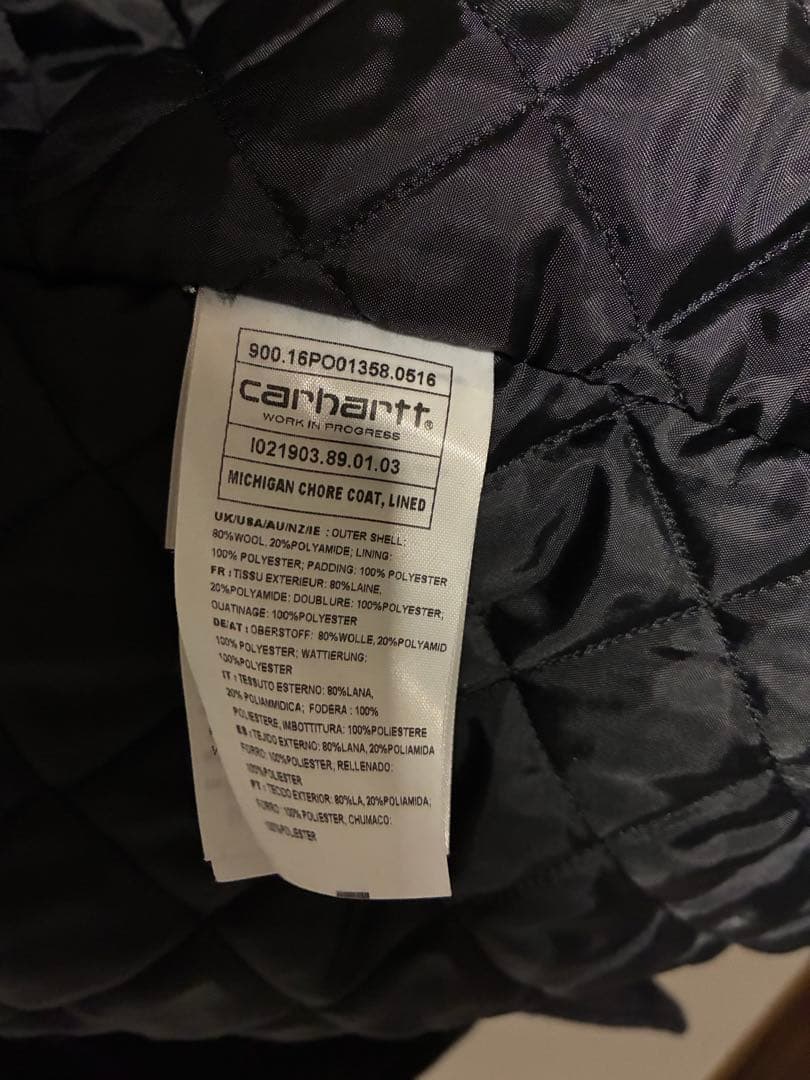 900.16PO01358.0516
carhartt®
WORK IN PROGRESS
I021903.89.01.03
MICHIGAN CHORE COAT, LINED
UK/USA/AU/NZ/IE : OUTER SHELL:
80%WOOL, 20%POLYAMIDE; LINING:
100% POLYESTER; PADDING: 100% POLYESTER
FR : TISSU EXTERIEUR: 80%LAINE,
20%POLYAMIDE: DOUBLURE: 100%POLYESTER;
OUATINAGE: 100%POLYESTER
DE/AT : OBERSTOFF: 80%WOLLE, 20%POLYAMID
100% POLYESTER; WATTIERUNG:
100%POLYESTER
IT : TESSUTO ESTERNO: 80%LANA,
20% POLIAMMIDICA; FODERA : 100%
POLIESTERE, IMBOTTITURA: 100%POLIESTERE
ES : TEJIDO EXTERNO: 80%LANA, 20%POLIAMIDA
FORRO: 100%POLIESTER; RELLENADO:
100%POLIESTER
PT : TECIDO EXTERIOR: 80%LA, 20%POLIAMIDA;
FORRO: 100% POLIESTER, CHUMACO:
100%POLIESTER